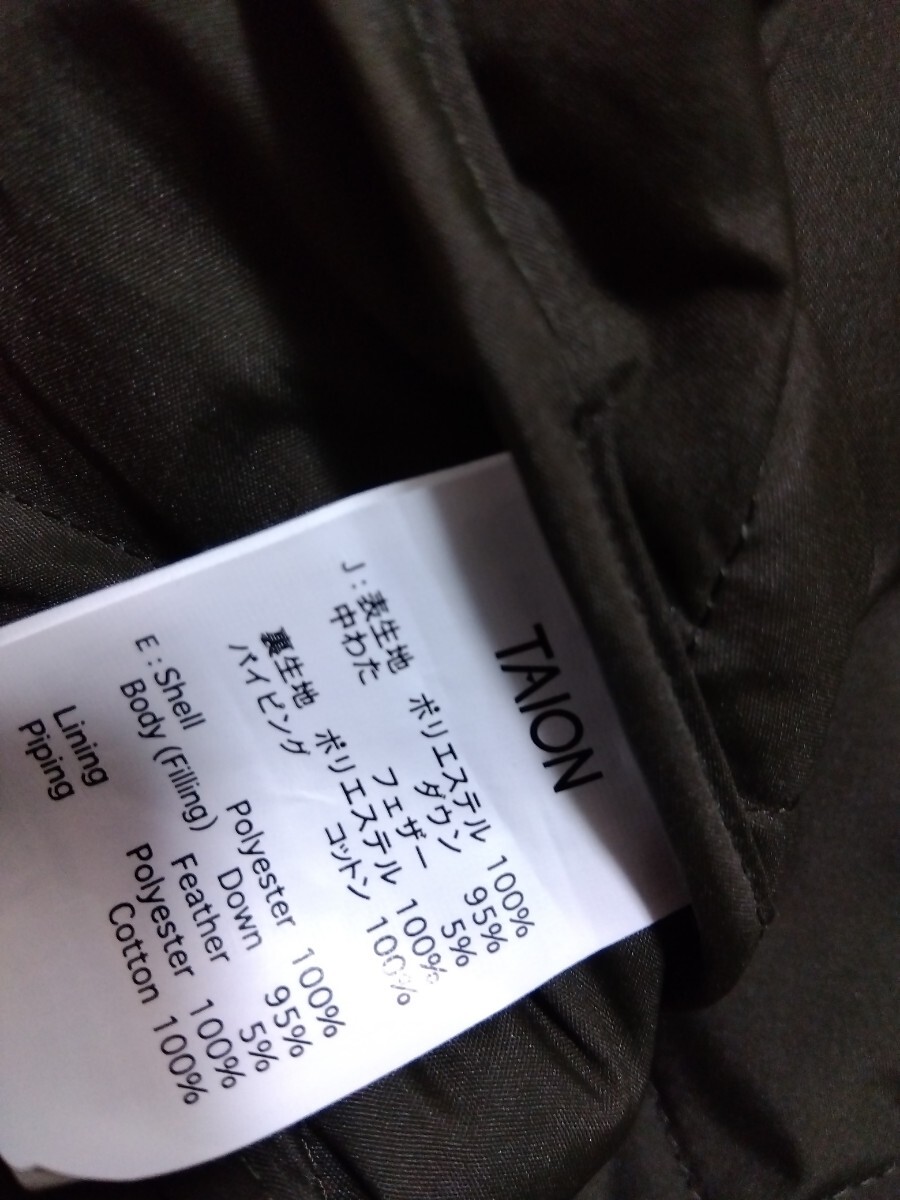 TAION
J : 表生地 ポリエステル 100%
中わた ダウン 95%
フェザー 5%
裏生地 ポリエステル 100%
パイピング コットン 100%
E : Shell Polyester 100%
Body (Filling) Down 95%
Feather 5%
Lining Polyester 100%
Piping Cotton 100%